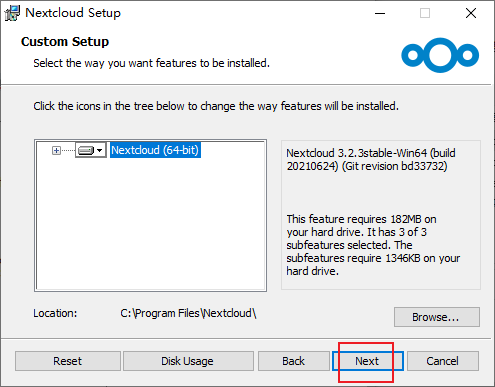 Nextcloud Setup
Custom Setup
Select the way you want features to be installed.
Click the icons in the tree below to change the way features will be installed.
Nextcloud (64-bit)
Nextcloud 3.2.3stable-Win64 (build
20210624) (Git revision bd33732)
This feature requires 182MB on
your hard drive. It has 3 of 3
subfeatures selected. The
subfeatures require 1346KB on your
hard drive.
Location: C:\Program Files\Nextcloud\
Browse...
Reset Disk Usage Back Next Cancel